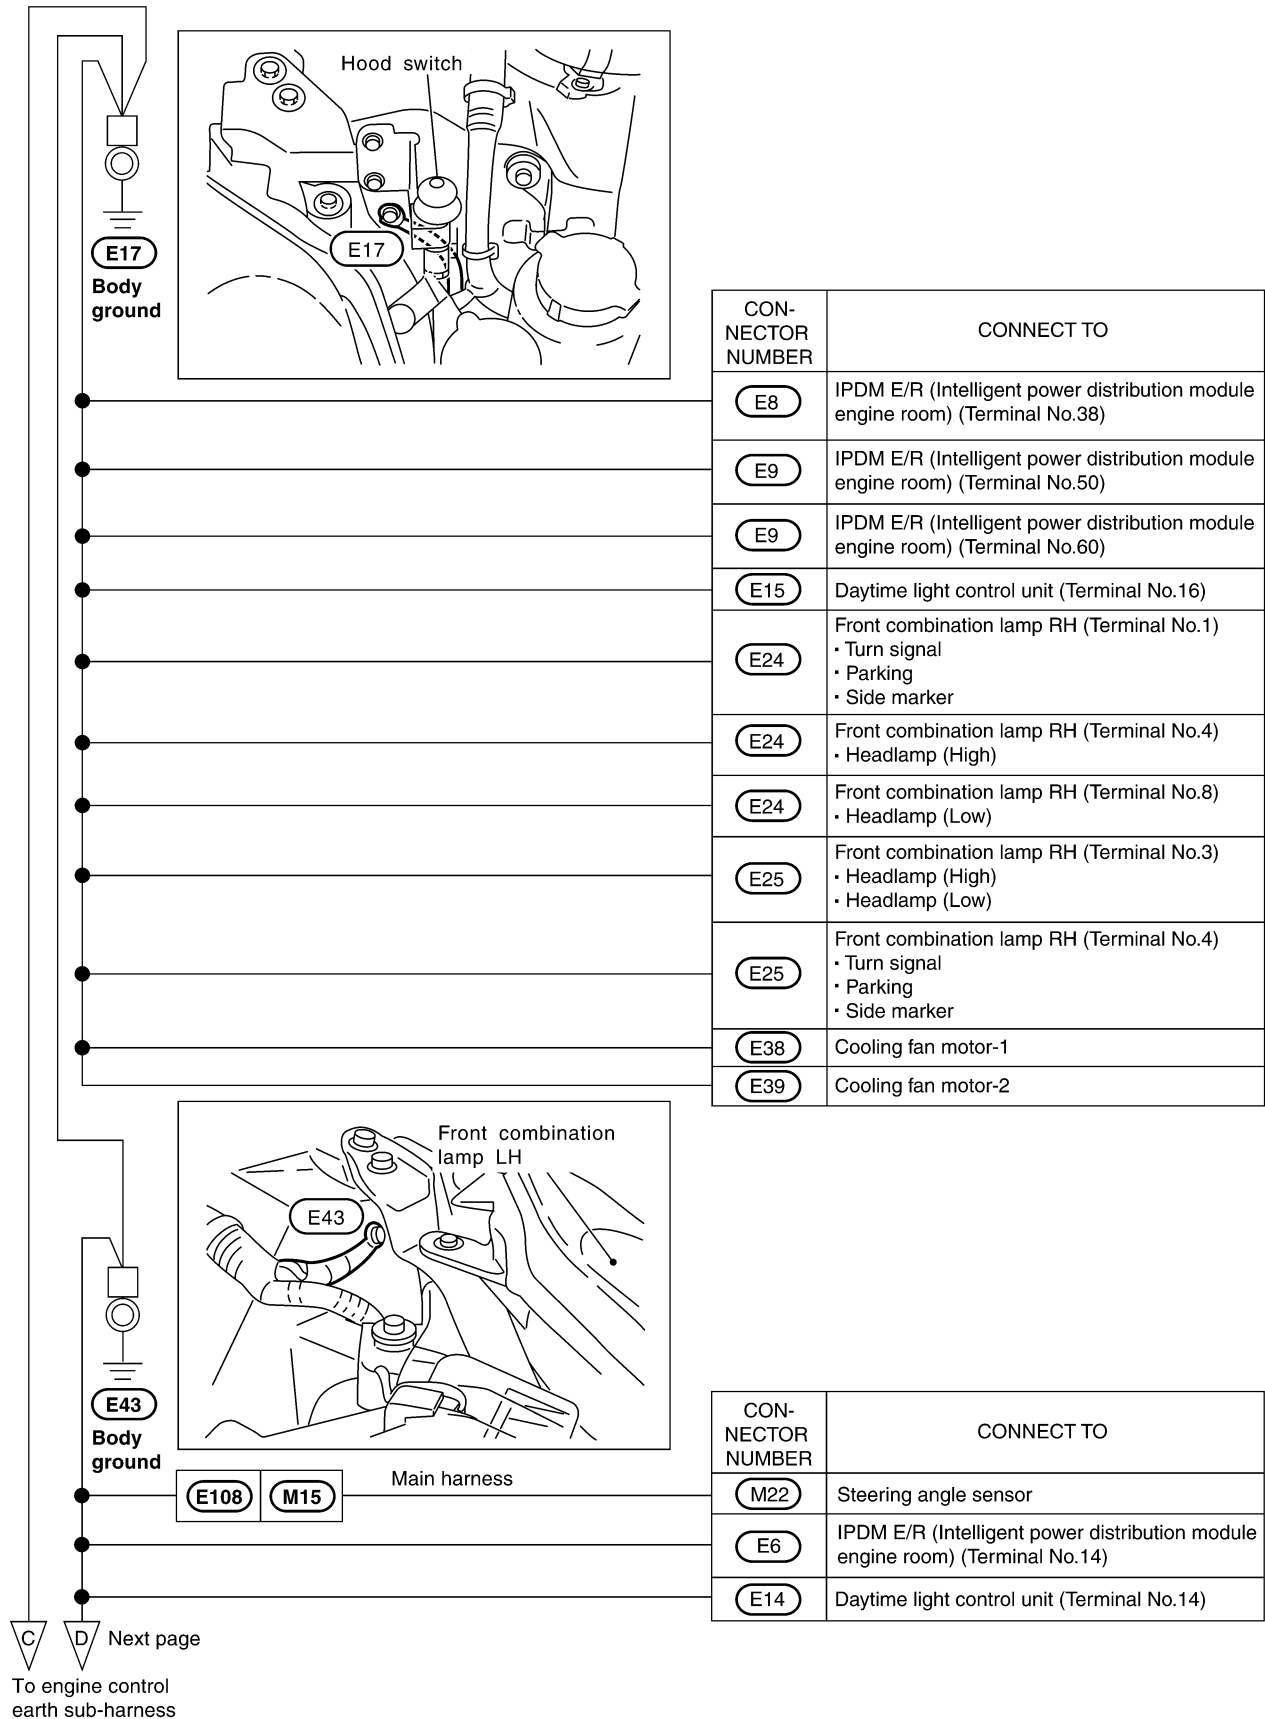 Hood switch
E17
E17
Body
ground
CON-
NECTOR
NUMBER
CONNECT TO
E8
IPDM E/R (Intelligent power distribution module
engine room) (Terminal No.38)
E9
IPDM E/R (Intelligent power distribution module
engine room) (Terminal No.50)
E9
IPDM E/R (Intelligent power distribution module
engine room) (Terminal No.60)
E15
Daytime light control unit (Terminal No.16)
E24
Front combination lamp RH (Terminal No.1)
· Turn signal
· Parking
· Side marker
E24
Front combination lamp RH (Terminal No.4)
· Headlamp (High)
E24
Front combination lamp RH (Terminal No.8)
· Headlamp (Low)
E25
Front combination lamp RH (Terminal No.3)
· Headlamp (High)
· Headlamp (Low)
E25
Front combination lamp RH (Terminal No.4)
· Turn signal
· Parking
· Side marker
E38
Cooling fan motor-1
E39
Cooling fan motor-2
Front combination
lamp LH
E43
E43
Body
ground
CON-
NECTOR
NUMBER
CONNECT TO
E108
M15
Main harness
M22
Steering angle sensor
E6
IPDM E/R (Intelligent power distribution module
engine room) (Terminal No.14)
E14
Daytime light control unit (Terminal No.14)
C
D
Next page
To engine control
earth sub-harness